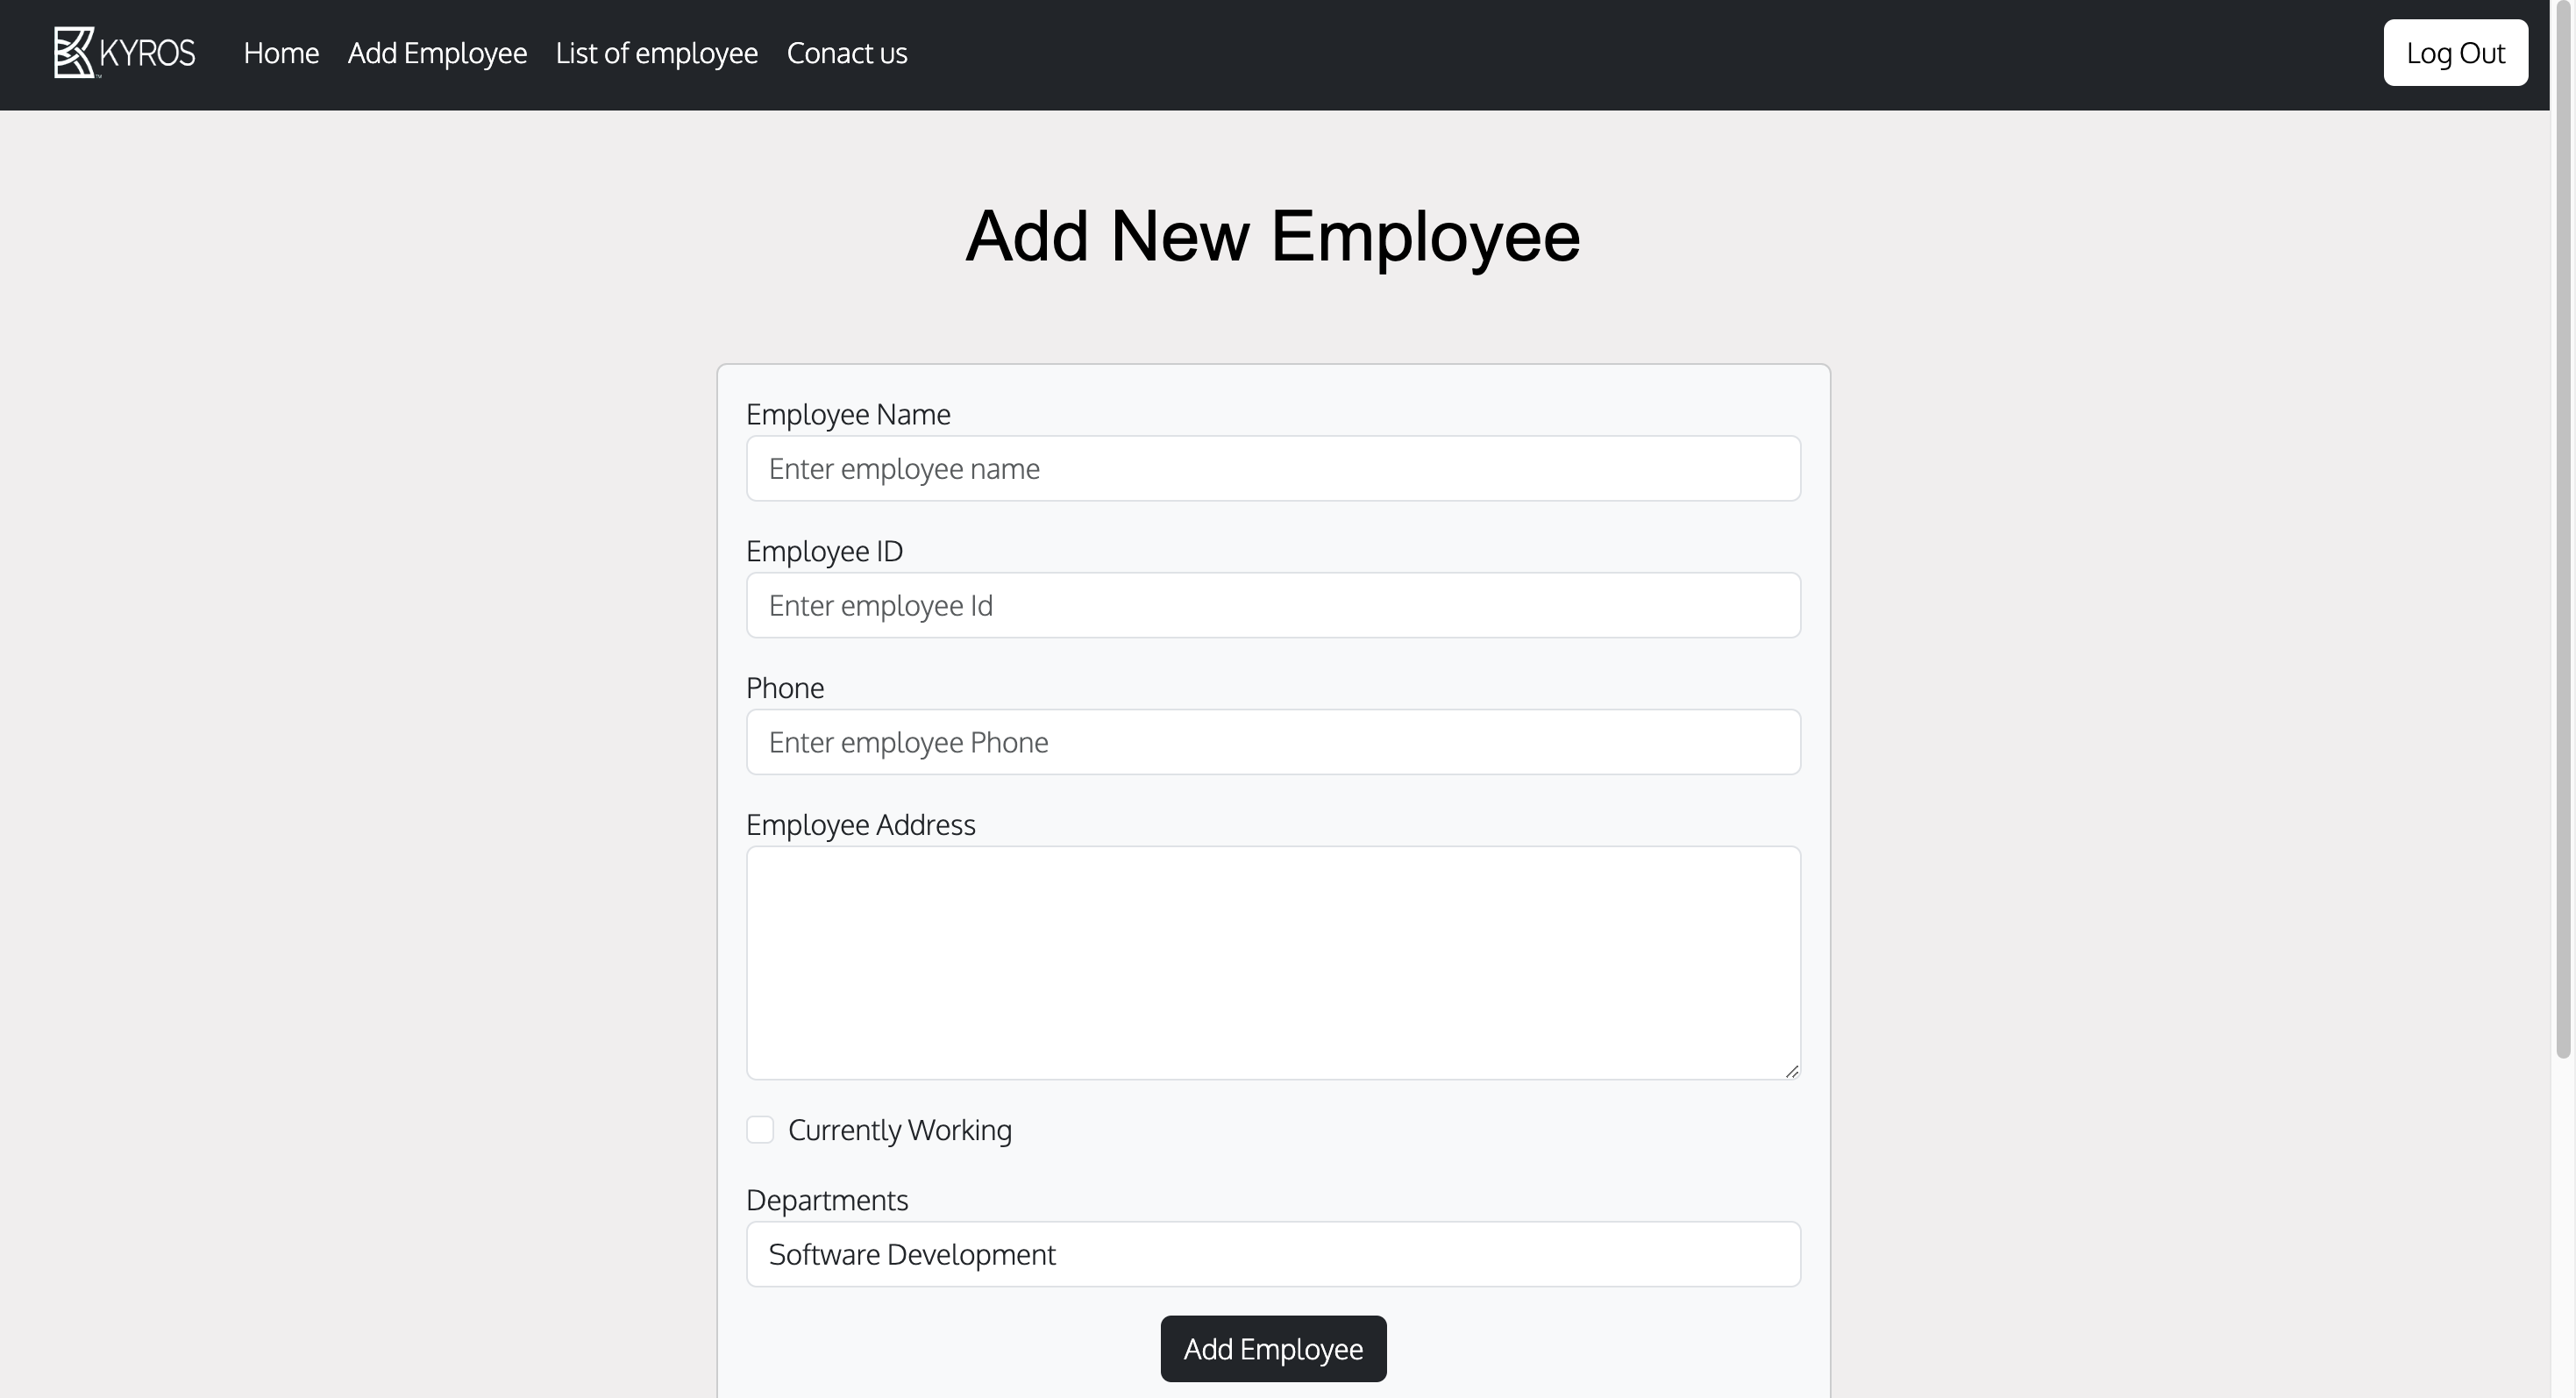 KYROS Home Add Employee List of employee Conact us Log Out
Add New Employee
Employee Name
Enter employee name
Employee ID
Enter employee Id
Phone
Enter employee Phone
Employee Address
Currently Working
Departments
Software Development
Add Employee